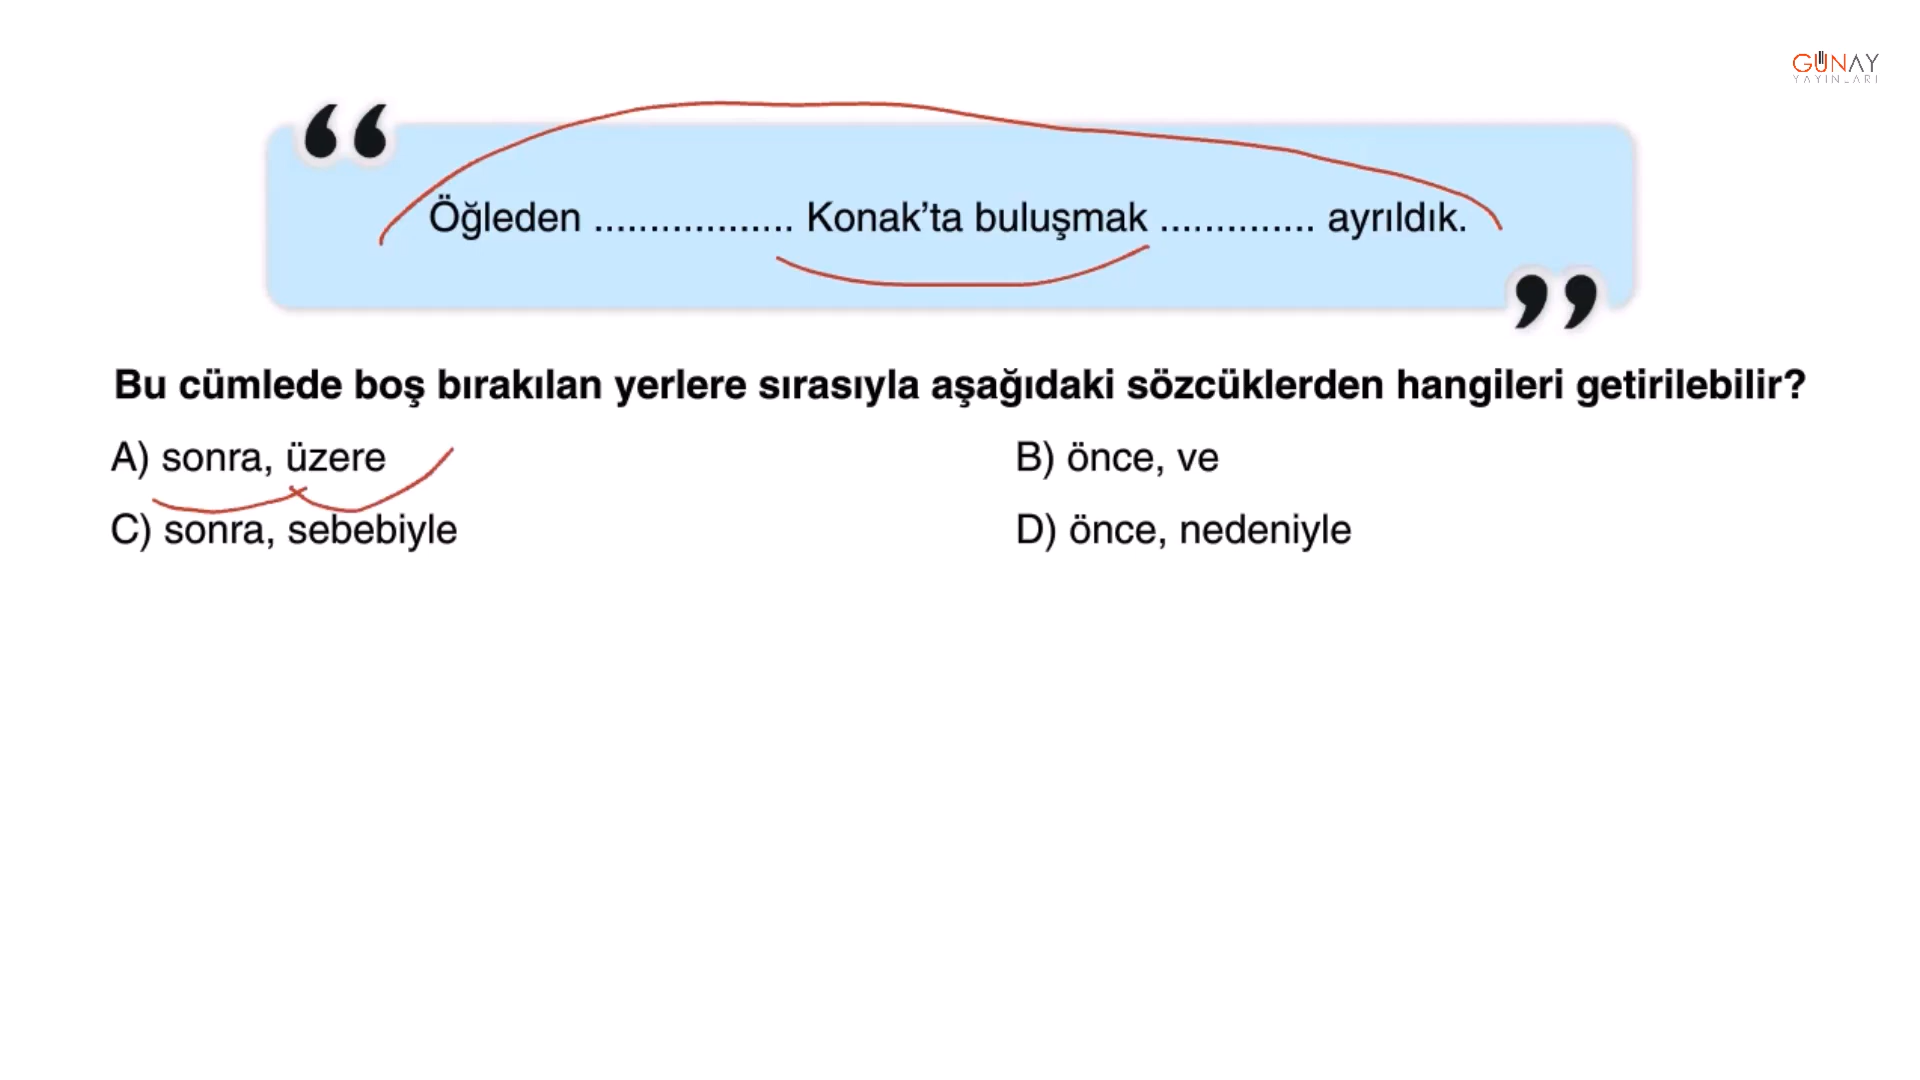 GÜNAY
YAYINLARI
“
Öğleden .................. Konak’ta buluşmak .............. ayrıldık.
”
Bu cümlede boş bırakılan yerlere sırasıyla aşağıdaki sözcüklerden hangileri getirilebilir?
A) sonra, üzere B) önce, ve
C) sonra, sebebiyle D) önce, nedeniyle